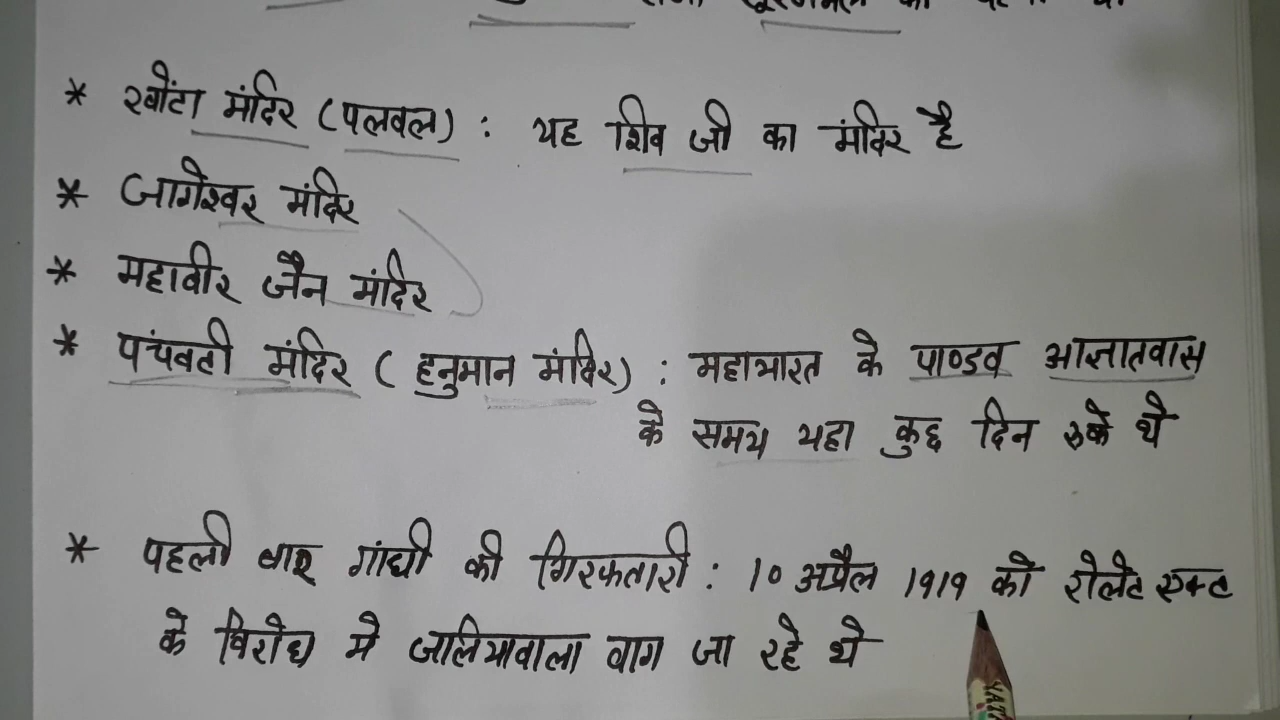 * खोंटा मंदिर (पलवल) : यह शिव जी का मंदिर है
* जागेश्वर मंदिर
* महावीर जैन मंदिर
* पंचवटी मंदिर ( हनुमान मंदिर) : महाभारत के पाण्डव आज्ञातवास
के समय यहा कुछ दिन रुके थे
* पहली वार गांधी की गिरफतारी : 10 अप्रैल 1919 को रोलेट एक्ट
के विरोध मे जालियावाला वाग जा रहे थे